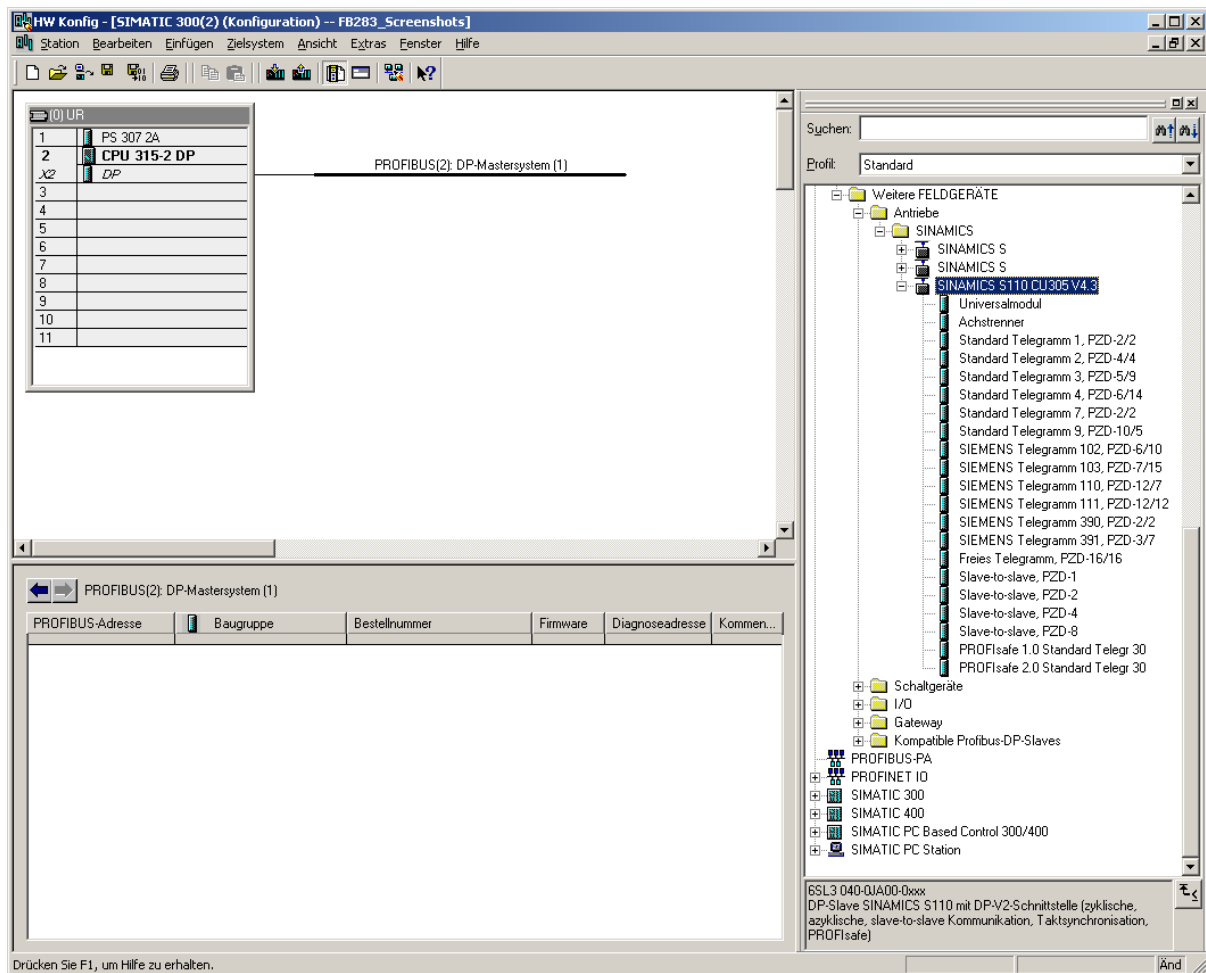 HW Konfig - [SIMATIC 300(2) (Konfiguration) -- FB283_Screenshots]
Station Bearbeiten Einfügen Zielsystem Ansicht Extras Fenster Hilfe
(0) UR
1 PS 307 2A
2 CPU 315-2 DP
X2 DP
3
4
5
6
7
8
9
10
11
PROFIBUS(2): DP-Mastersystem (1)
PROFIBUS(2): DP-Mastersystem (1)
PROFIBUS-Adresse Baugruppe Bestellnummer Firmware Diagnoseadresse Kommen...
Suchen:
Profil: Standard
Weitere FELDGERÄTE
Antriebe
SINAMICS
SINAMICS S
SINAMICS S
SINAMICS S110 CU305 V4.3
Universalmodul
Achstrenner
Standard Telegramm 1, PZD-2/2
Standard Telegramm 2, PZD-4/4
Standard Telegramm 3, PZD-5/9
Standard Telegramm 4, PZD-6/14
Standard Telegramm 7, PZD-2/2
Standard Telegramm 9, PZD-10/5
SIEMENS Telegramm 102, PZD-6/10
SIEMENS Telegramm 103, PZD-7/15
SIEMENS Telegramm 110, PZD-12/7
SIEMENS Telegramm 111, PZD-12/12
SIEMENS Telegramm 390, PZD-2/2
SIEMENS Telegramm 391, PZD-3/7
Freies Telegramm, PZD-16/16
Slave-to-slave, PZD-1
Slave-to-slave, PZD-2
Slave-to-slave, PZD-4
Slave-to-slave, PZD-8
PROFIsafe 1.0 Standard Telegr 30
PROFIsafe 2.0 Standard Telegr 30
Schaltgeräte
I/O
Gateway
Kompatible Profibus-DP-Slaves
PROFIBUS-PA
PROFINET IO
SIMATIC 300
SIMATIC 400
SIMATIC PC Based Control 300/400
SIMATIC PC Station
6SL3 040-0JA00-0xxx
DP-Slave SINAMICS S110 mit DP-V2-Schnittstelle (zyklische,
azyklische, slave-to-slave Kommunikation, Taktsynchronisation,
PROFIsafe)
Drücken Sie F1, um Hilfe zu erhalten.
Änd